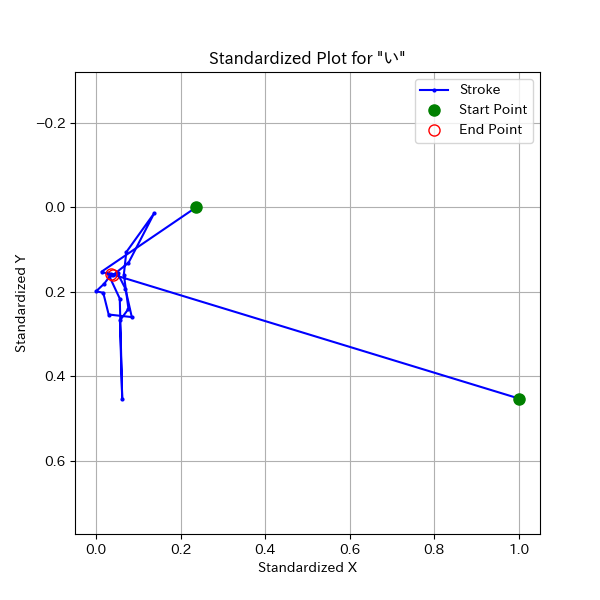 Standardized Plot for "い"
Stroke
Start Point
End Point
−0.2
0.0
0.2
0.4
0.6
Standardized Y
0.0 0.2 0.4 0.6 0.8 1.0
Standardized X